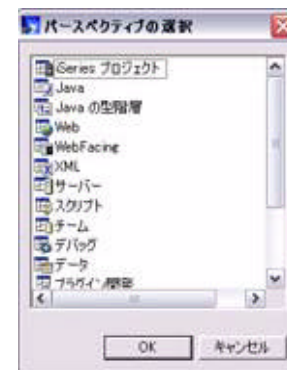 パースペクティブの選択
iSeries プロジェクト
Java
Java の型階層
Web
WebFacing
XML
サーバー
スクリプト
チーム
デバッグ
データ
プラグイン開発
OK
キャンセル